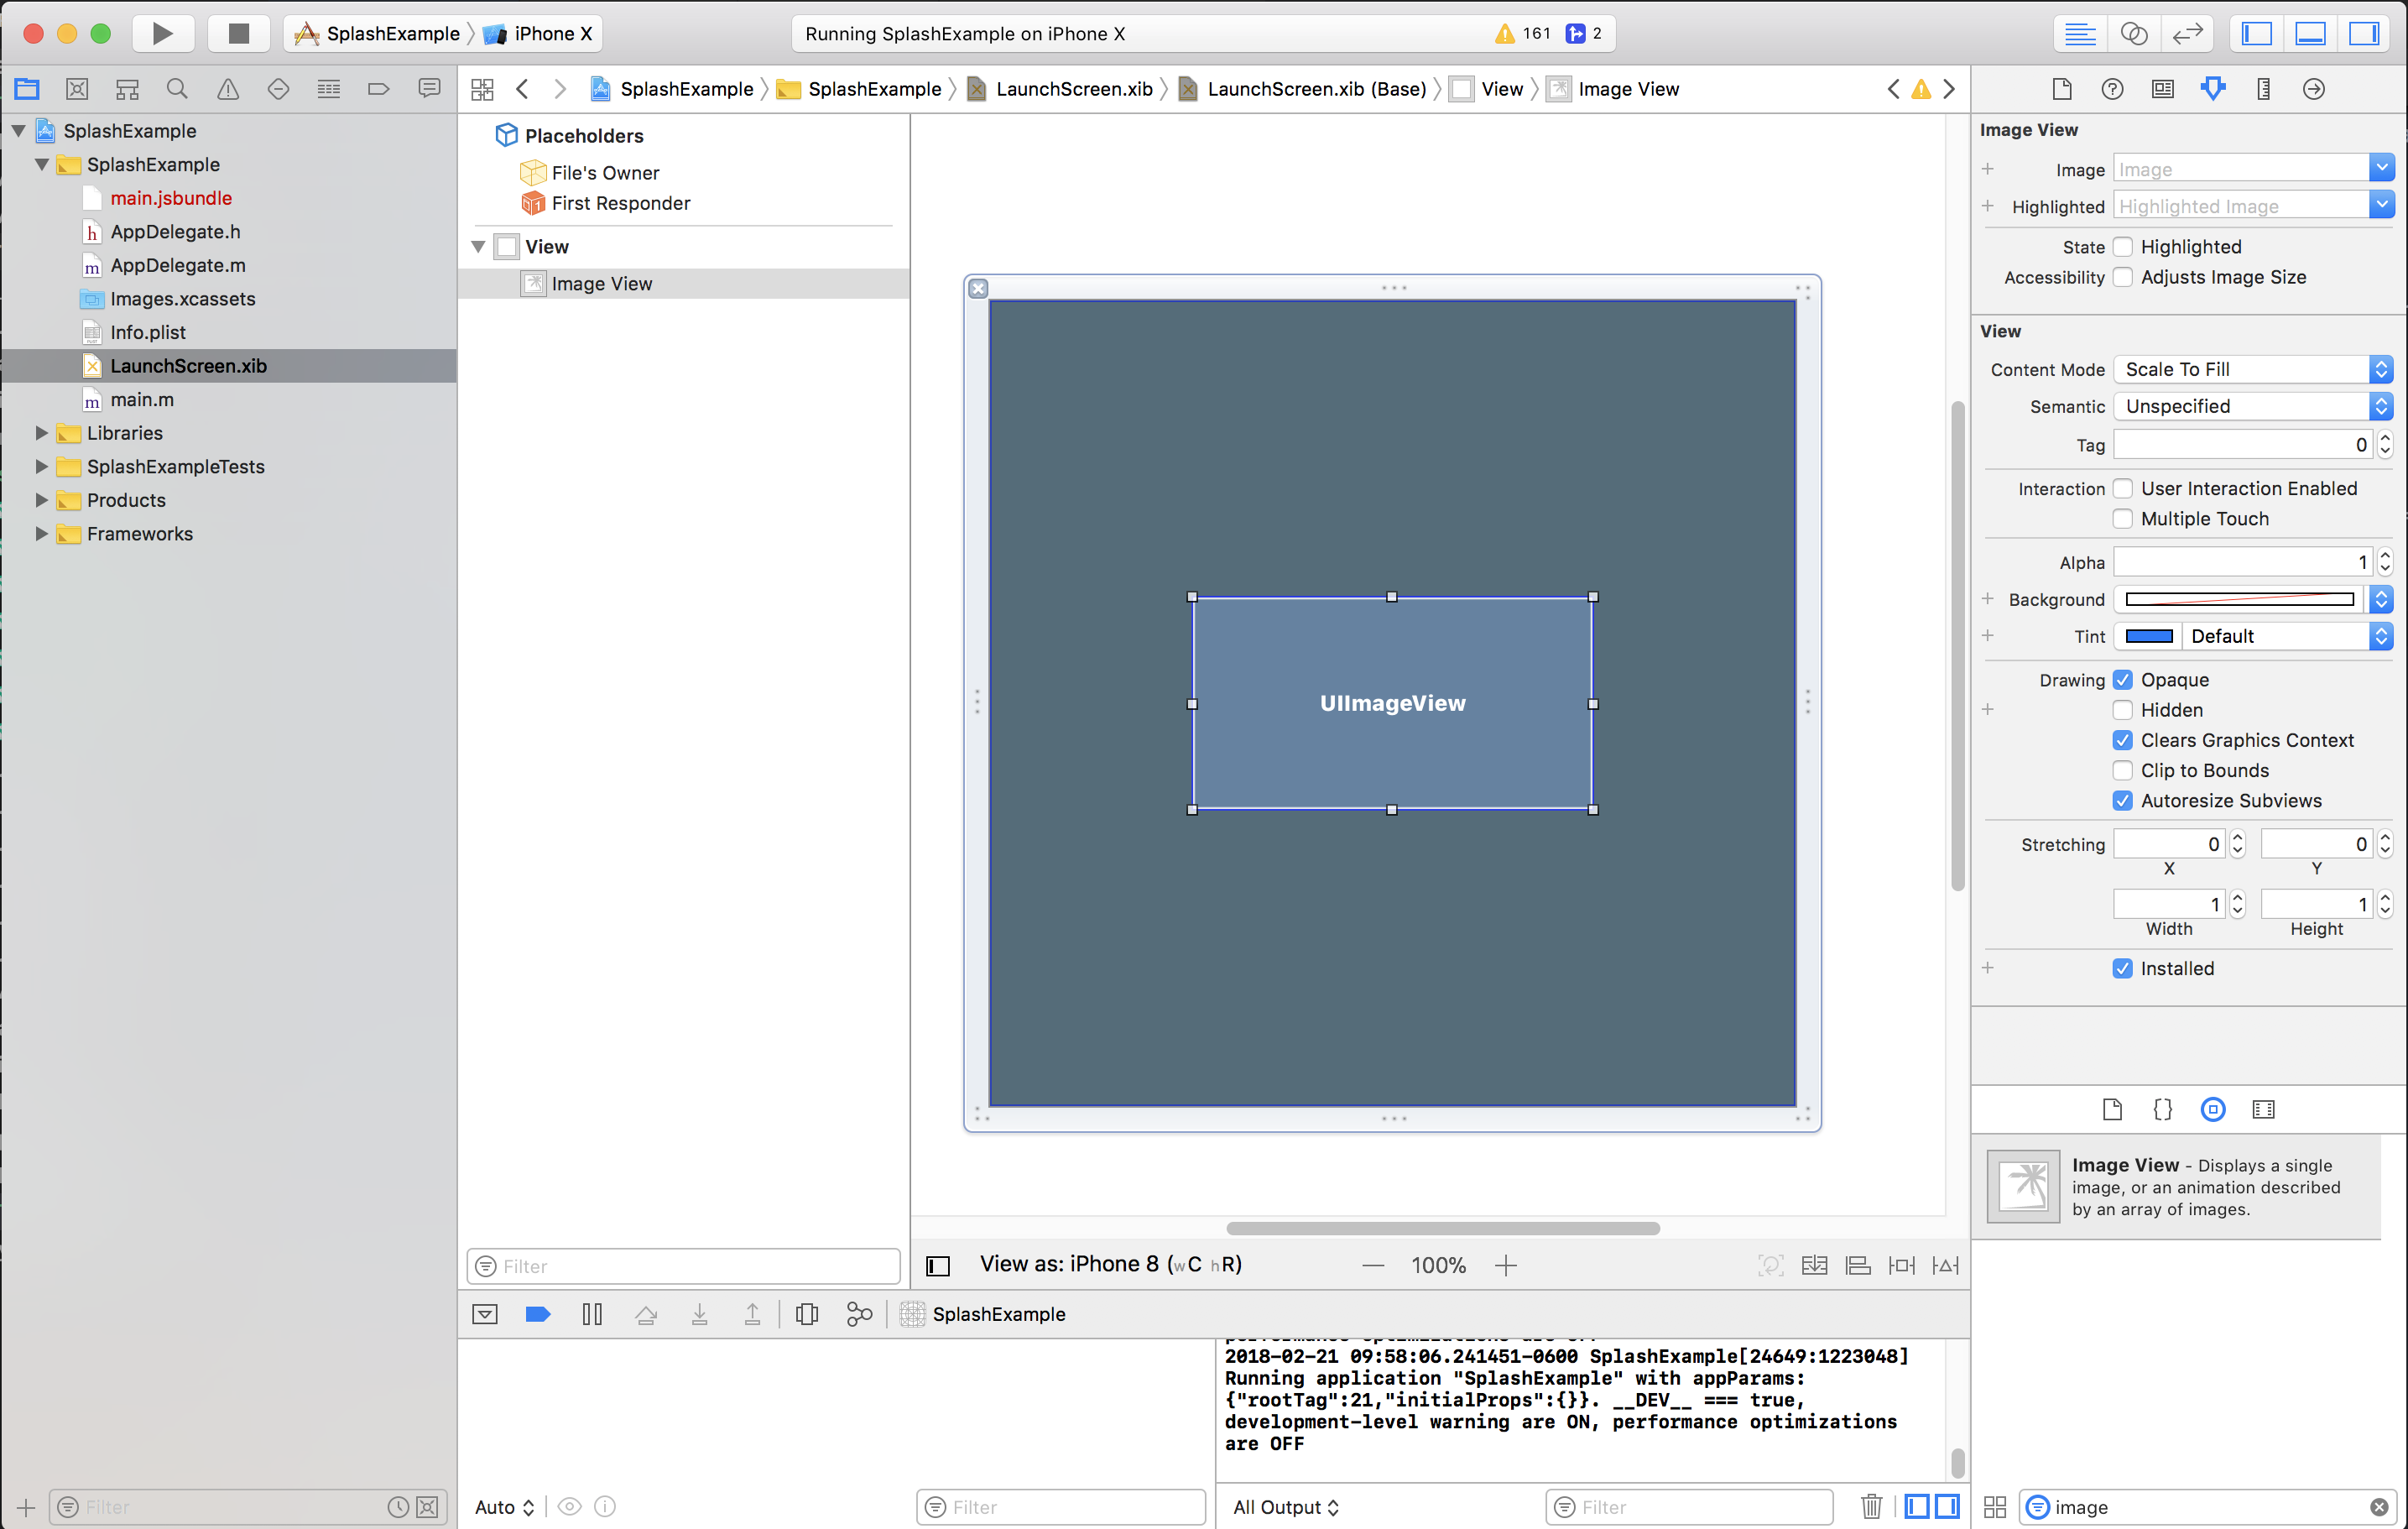 SplashExample
iPhone X
Running SplashExample on iPhone X
161
2
SplashExample
SplashExample
LaunchScreen.xib
LaunchScreen.xib (Base)
View
Image View
SplashExample
SplashExample
main.jsbundle
h AppDelegate.h
m AppDelegate.m
Images.xcassets
Info.plist
LaunchScreen.xib
m main.m
Libraries
SplashExampleTests
Products
Frameworks
Filter
Placeholders
File's Owner
1 First Responder
View
Image View
Filter
UIImageView
View as: iPhone 8 (wC hR)
100%
SplashExample
2018-02-21 09:58:06.241451-0600 SplashExample[24649:1223048]
Running application "SplashExample" with appParams:
{"rootTag":21,"initialProps":{}}. __DEV__ === true,
development-level warning are ON, performance optimizations
are OFF
Auto
Filter
All Output
Filter
Image View
Image Image
Highlighted Highlighted Image
State Highlighted
Accessibility Adjusts Image Size
View
Content Mode Scale To Fill
Semantic Unspecified
Tag 0
Interaction User Interaction Enabled
Multiple Touch
Alpha 1
Background
Tint Default
Drawing Opaque
Hidden
Clears Graphics Context
Clip to Bounds
Autoresize Subviews
Stretching 0 0
X Y
1 1
Width Height
Installed
Image View - Displays a single
image, or an animation described
by an array of images.
image